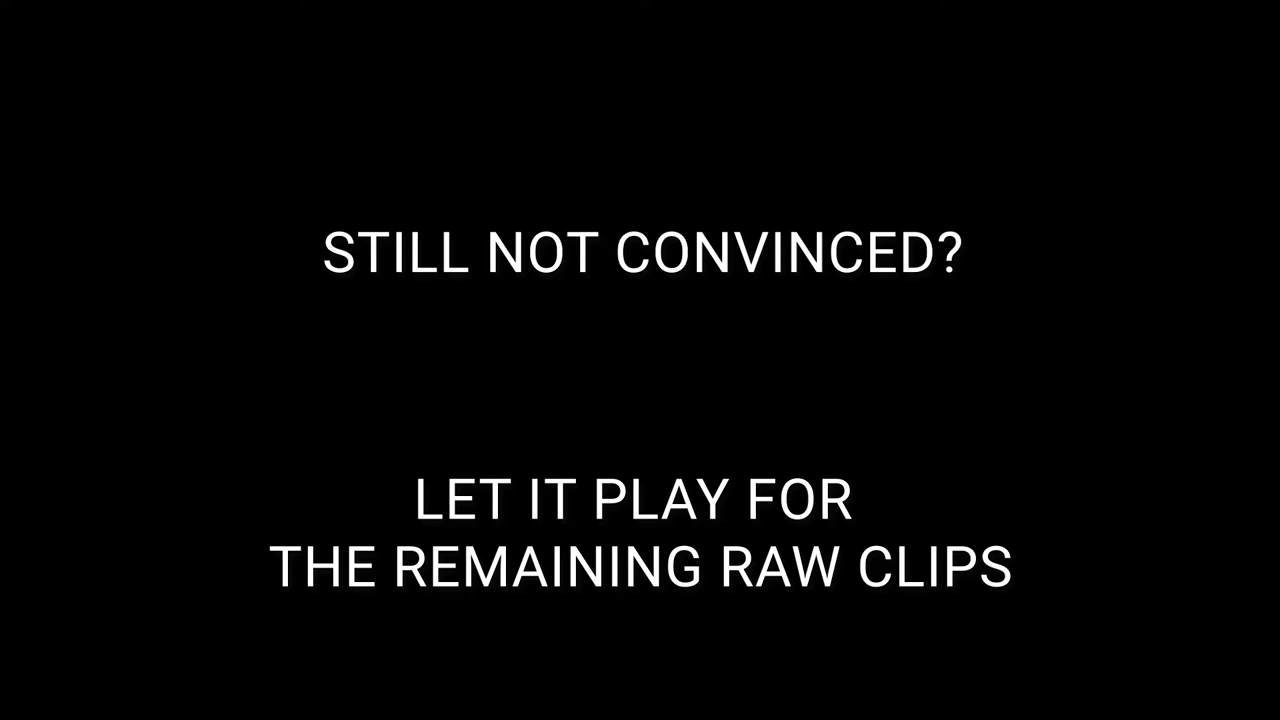 STILL NOT CONVINCED?
LET IT PLAY FOR
THE REMAINING RAW CLIPS